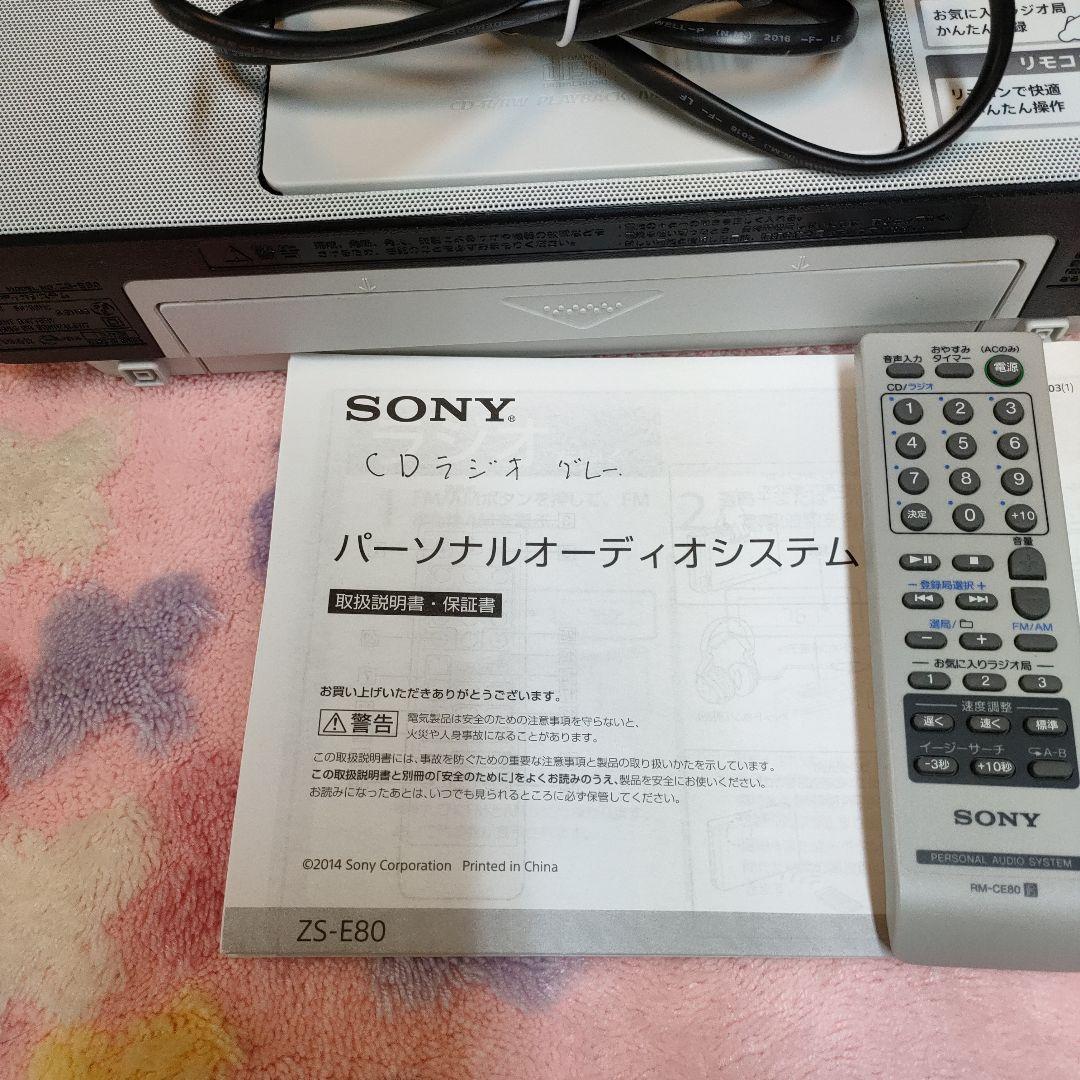 WELL-P (N.M.) 2016 -F- LF
お気に入りラジオ局
かんたん
リモコ
リモコンで快適
かんたん操作
CD-R/RW PLAYBACK
警告
SONY®
CDラジオ グレー
パーソナルオーディオシステム
取扱説明書・保証書
お買い上げいただきありがとうございます。
警告
電気製品は安全のための注意事項を守らないと、
火災や人身事故になることがあります。
この取扱説明書には、事故を防ぐための重要な注意事項と製品の取り扱いかたを示しています。
この取扱説明書と別冊の「安全のために」をよくお読みのうえ、製品を安全にお使いください。
お読みになったあとは、いつでも見られるところに必ず保管してください。
©2014 Sony Corporation Printed in China
ZS-E80
03(1)
音声入力 おやすみタイマー (ACのみ)
電源
CD/ラジオ
1 2 3
4 5 6
7 8 9
決定 0 +10
音量
– 登録局選択 +
選局/ FM/AM
– +
お気に入りラジオ局
1 2 3
速度調整
遅く 速く 標準
イージーサーチ A-B
-3秒 +10秒
SONY
PERSONAL AUDIO SYSTEM
RM-CE80